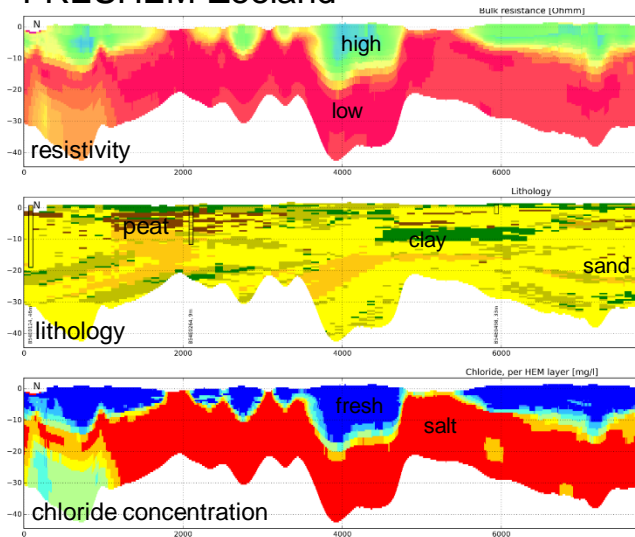 FRESHEM Zeeland
Bulk resistance [Ohmm]
N
0
−10
−20
−30
−40
high
low
resistivity
0
2000
4000
6000
Lithology
N
0
−10
−20
−30
−40
peat
clay
sand
lithology
0
2000
4000
6000
Chloride, per HEM layer [mg/l]
N
0
−10
−20
−30
−40
fresh
salt
chloride concentration
0
2000
4000
6000